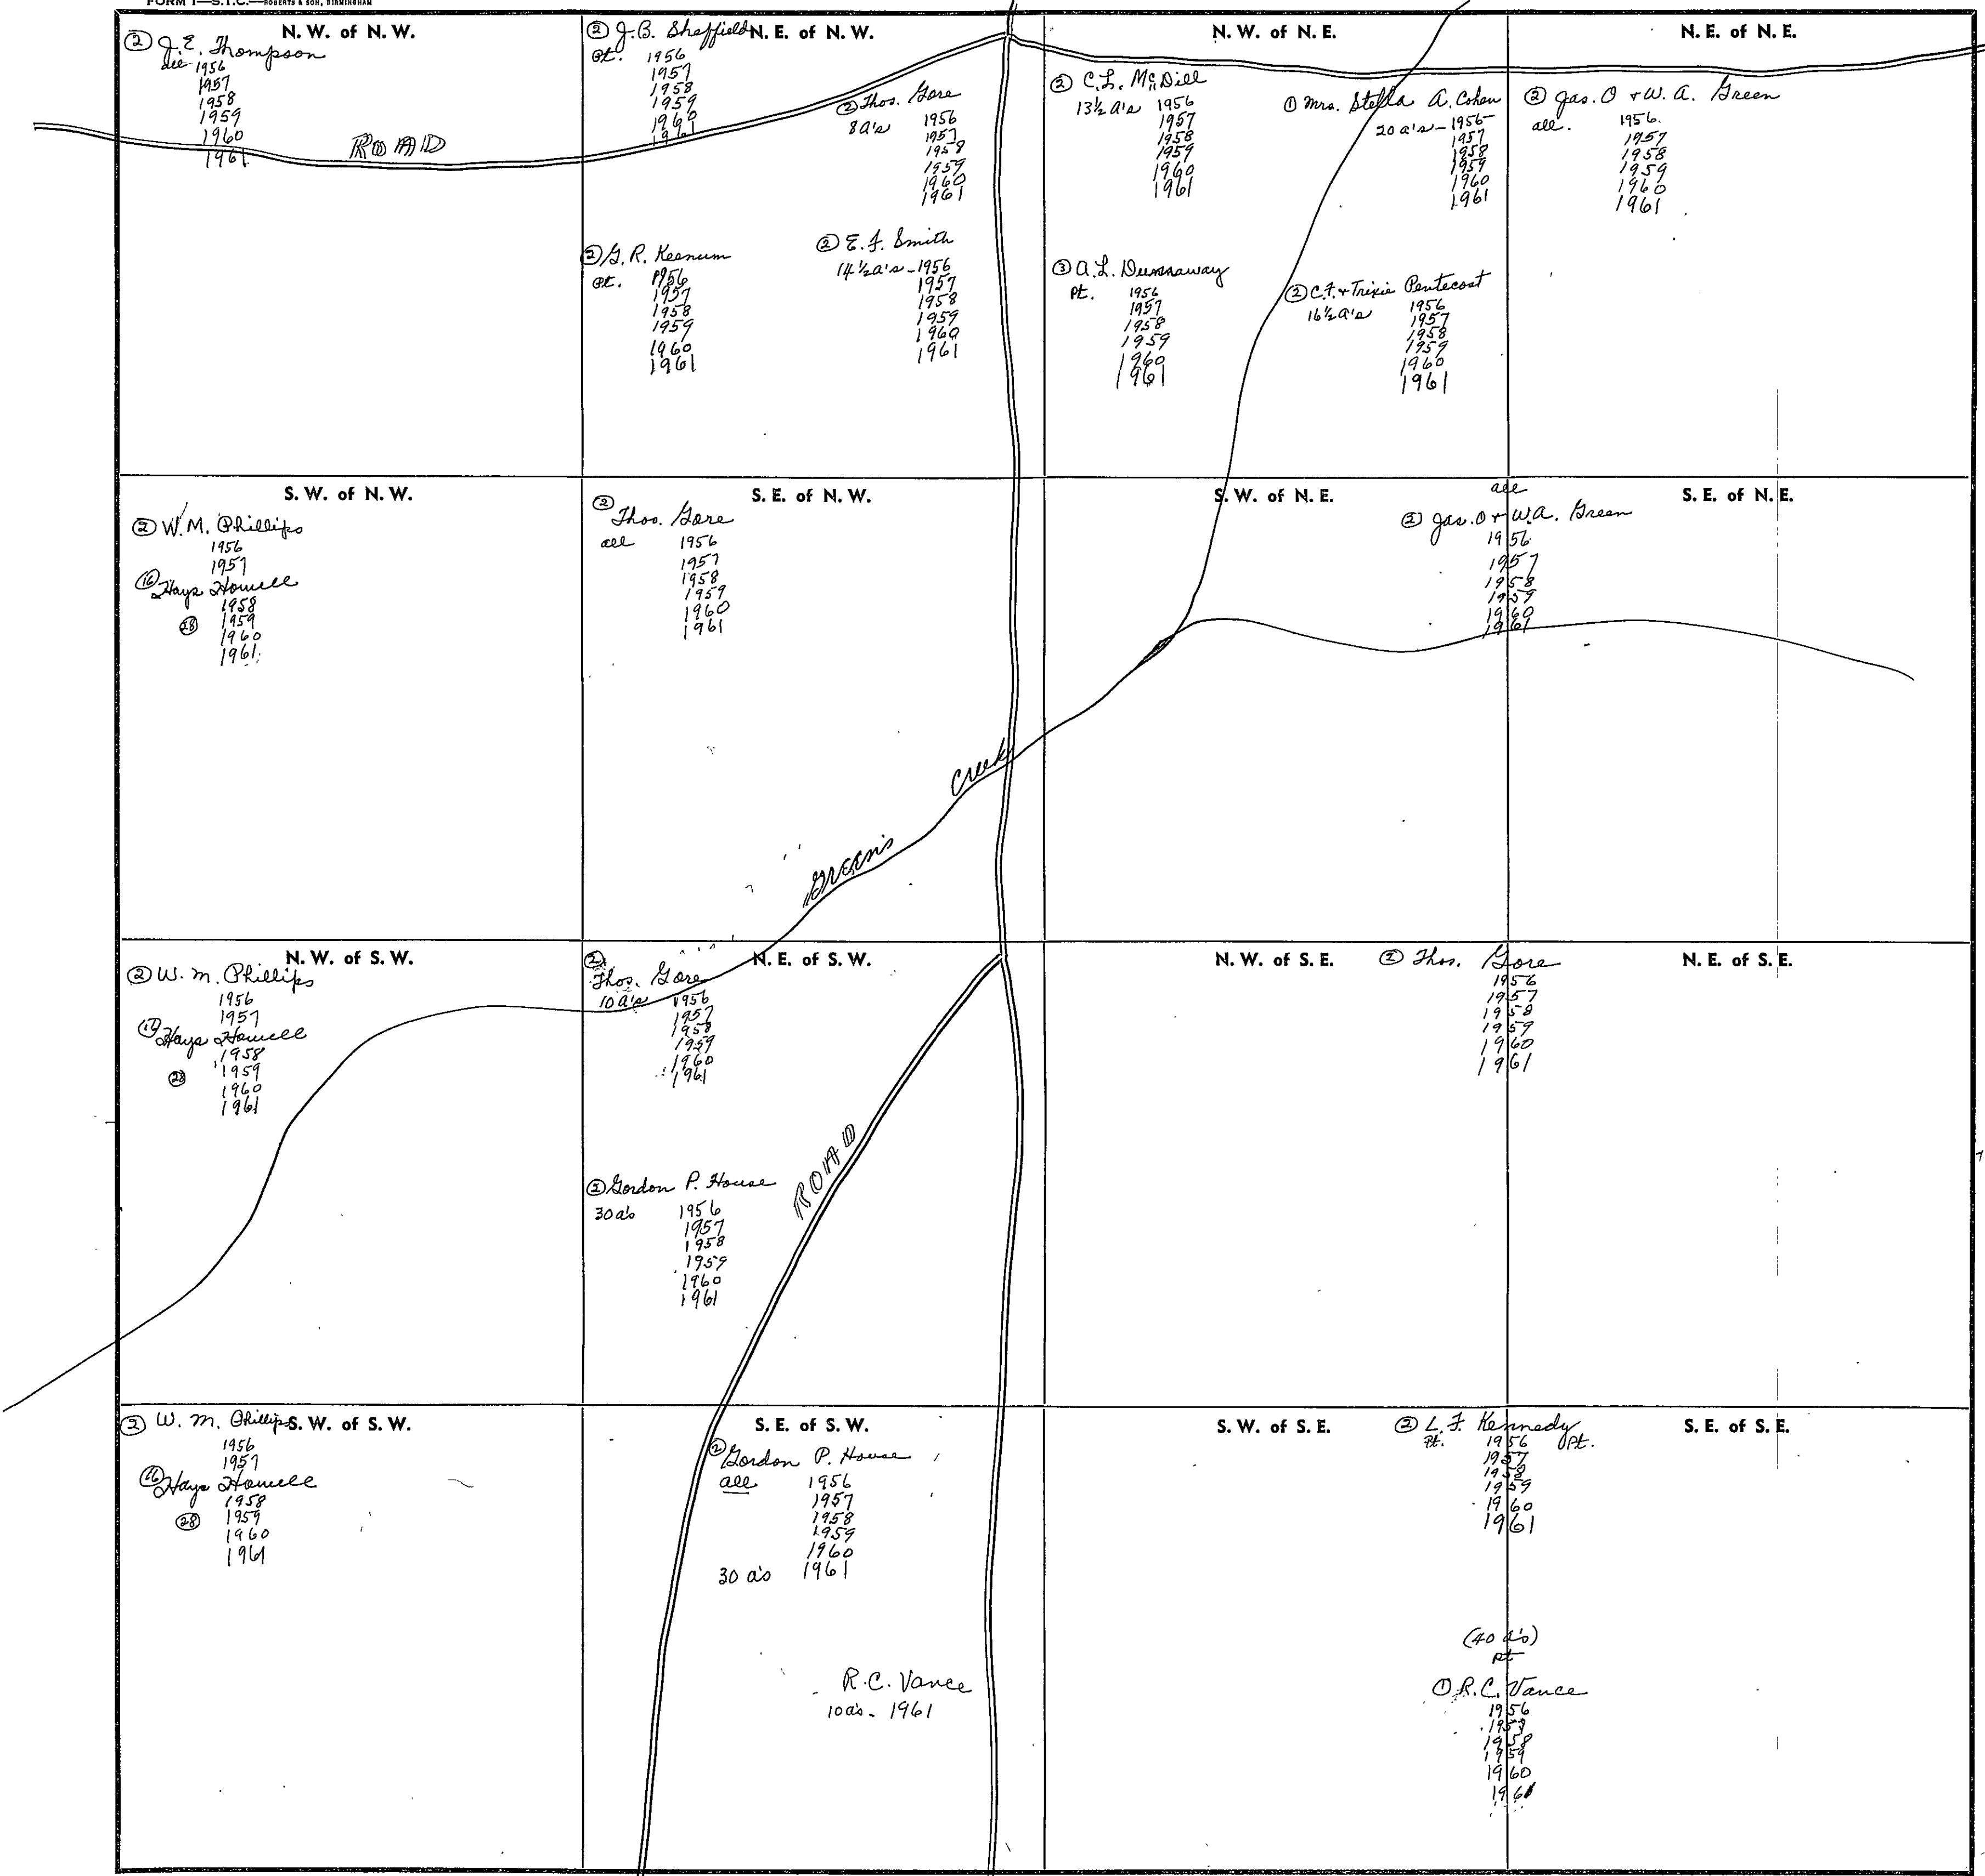 FORM 1—S.T.C.—ROBERTS & SON, BIRMINGHAM
N. W. of N. W.
② J. E. Thompson
all 1956
1957
1958
1959
1960
1961
ROAD
N. E. of N. W.
② J. B. Sheffield
Pt. 1956
1957
1958
1959
1960
1961
② Thos. Gore
8 a's 1956
1957
1958
1959
1960
1961
② G. R. Keenum
Pt. 1956
1957
1958
1959
1960
1961
② E. F. Smith
14½ a's - 1956
1957
1958
1959
1960
1961
N. W. of N. E.
② C. L. McDill
13½ a's 1956
1957
1958
1959
1960
1961
① Mrs. Stella A. Cohen
20 a's - 1956
1957
1958
1959
1960
1961
③ A. L. Dunnaway
Pt. 1956
1957
1958
1959
1960
1961
② C. F. & Trixie Pentecost
16½ a's 1956
1957
1958
1959
1960
1961
N. E. of N. E.
② Jas. O & W. A. Green
all. 1956.
1957
1958
1959
1960
1961
S. W. of N. W.
② W. M. Phillips
1956
1957
⑯ Hays Howell
1958
㉘ 1959
1960
1961
S. E. of N. W.
② Thos. Gore
all 1956
1957
1958
1959
1960
1961
Green's Creek
S. W. of N. E.
S. E. of N. E.
all
② Jas. O & W. A. Green
1956
1957
1958
1959
1960
1961
N. W. of S. W.
② W. M. Phillips
1956
1957
Hays Howell
1958
㉘ 1959
1960
1961
N. E. of S. W.
② Thos. Gore
10 a's 1956
1957
1958
1959
1960
1961
② Gordon P. House
30 a's 1956
1957
1958
1959
1960
1961
ROAD
N. W. of S. E.
N. E. of S. E.
② Thos. Gore
1956
1957
1958
1959
1960
1961
S. W. of S. W.
② W. M. Phillips
1956
1957
⑯ Hays Howell
1958
㉘ 1959
1960
1961
S. E. of S. W.
② Gordon P. House
all 1956
1957
1958
1959
1960
30 a's 1961
R. C. Vance
10 a's - 1961
S. W. of S. E.
S. E. of S. E.
② L. F. Kennedy
Pt. 1956 Pt.
1957
1958
1959
1960
1961
(40 a's)
pt
① R. C. Vance
1956
1957
1958
1959
1960
1961